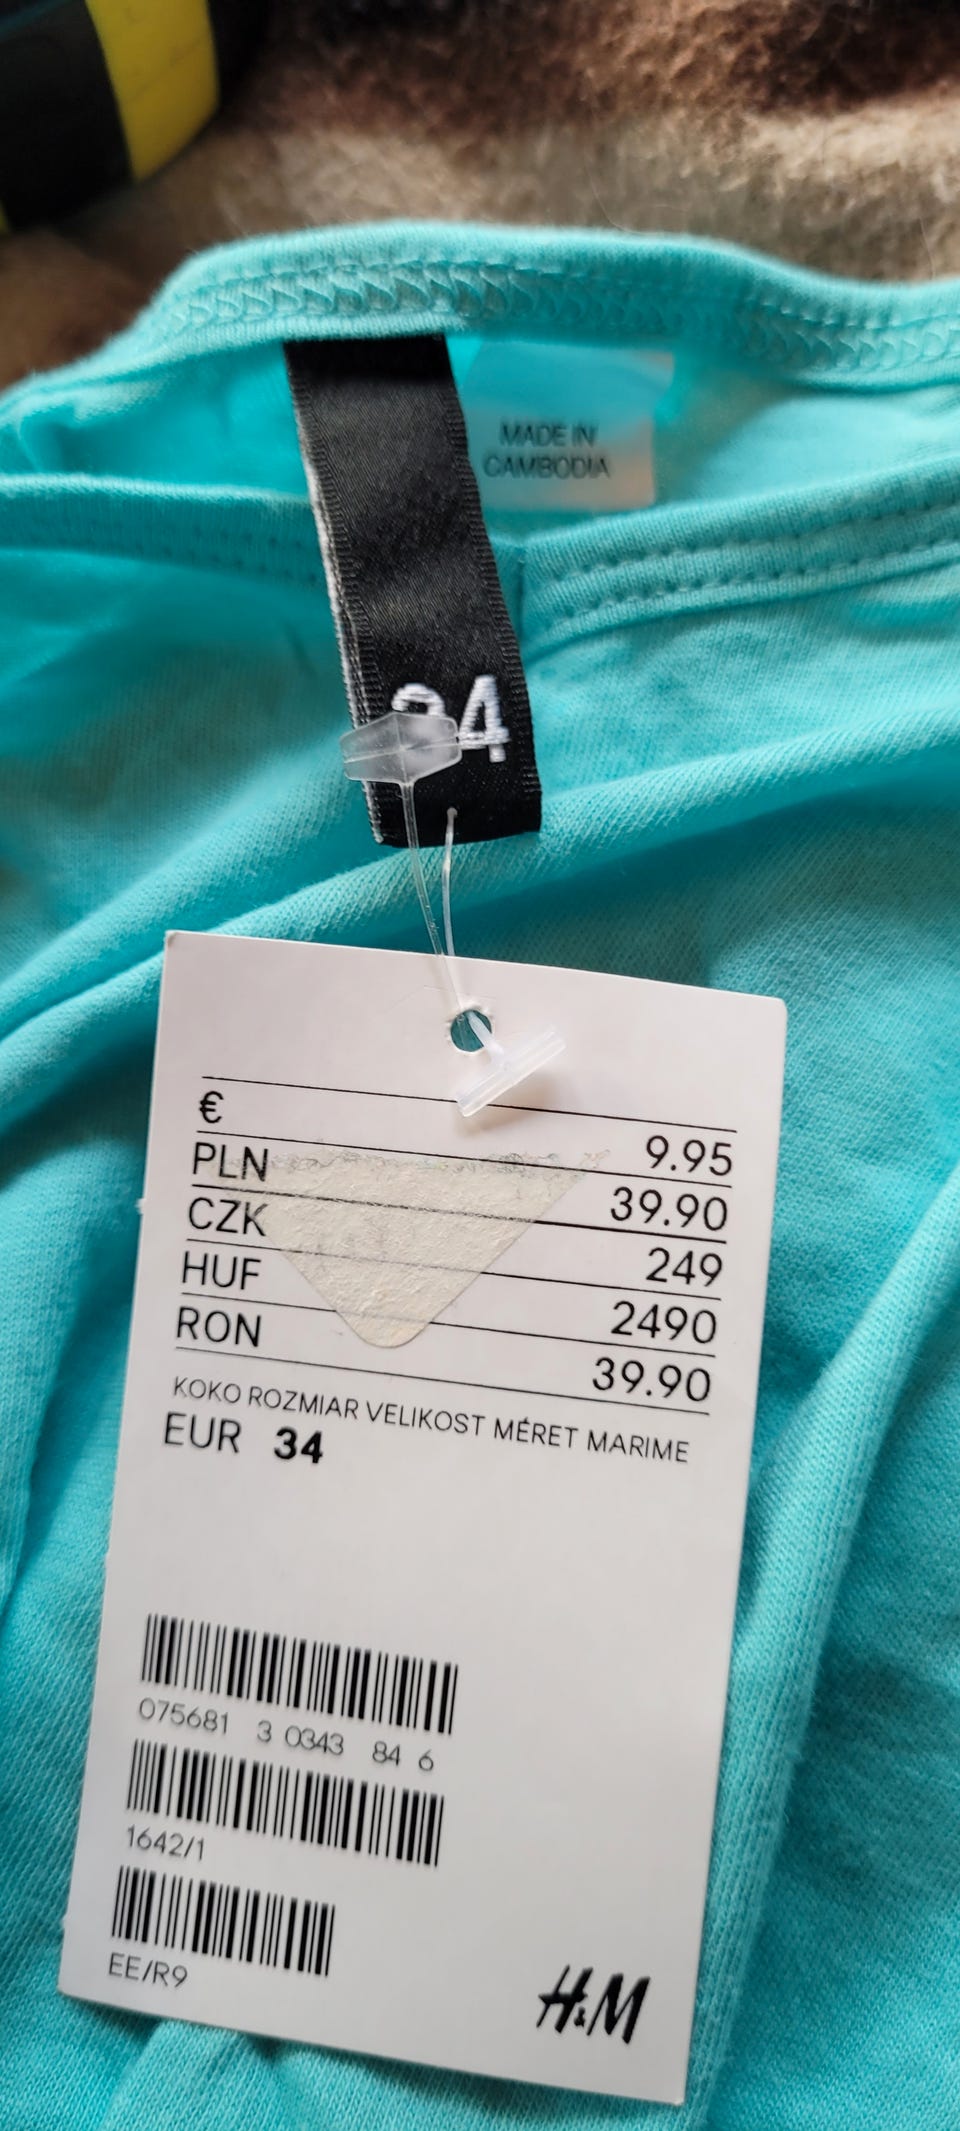 MADE IN
CAMBODIA
34
€ 9.95
PLN 39.90
CZK 249
HUF 2490
RON 39.90
KOKO ROZMIAR VELIKOST MÉRET MARIME
EUR 34
075681 3 0343 84 6
1642/1
EE/R9
H&M